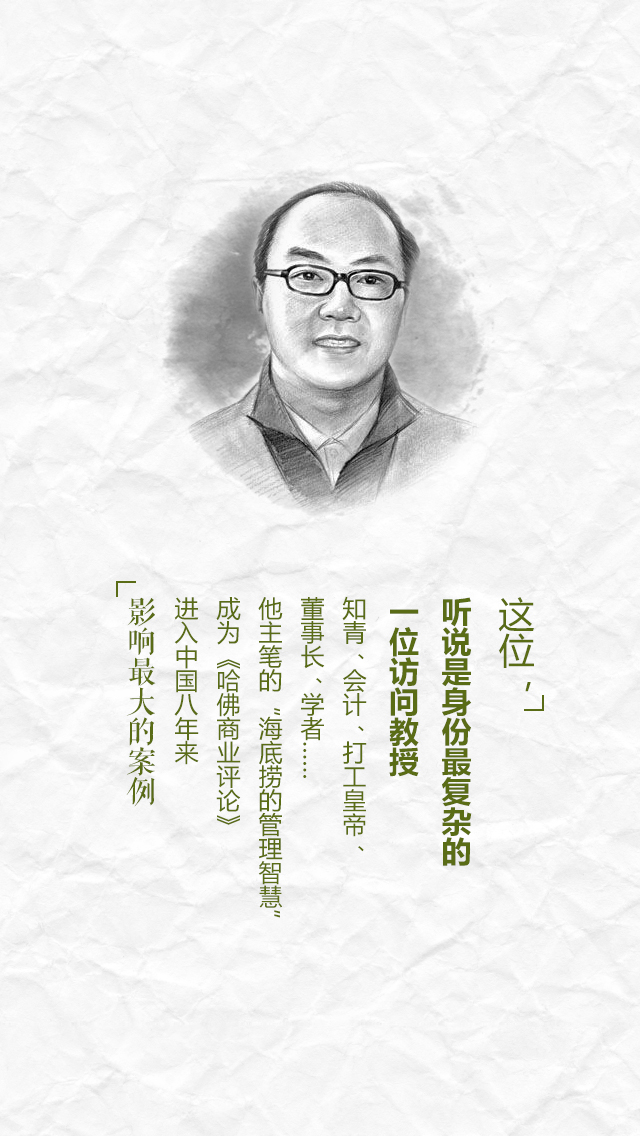 这位，
听说是身份最复杂的
一位访问教授
知青、会计、打工皇帝、
董事长、学者……
他主笔的“海底捞的管理智慧”
成为《哈佛商业评论》
进入中国八年来
影响最大的案例